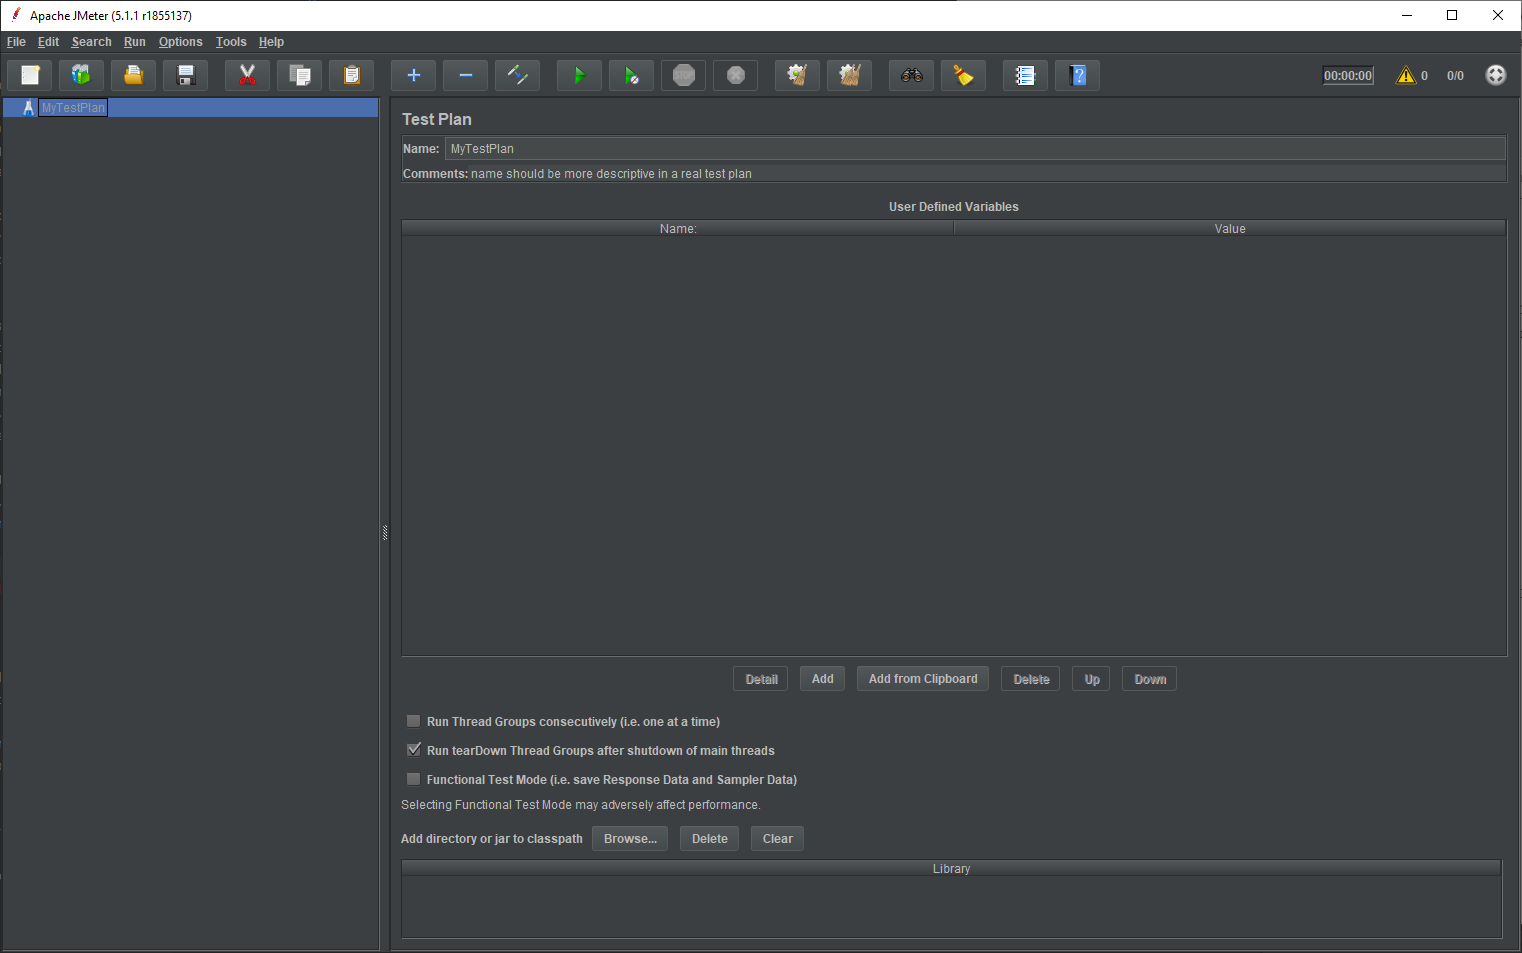 Apache JMeter (5.1.1 r1855137)
File Edit Search Run Options Tools Help
STOP
00:00:00 0 0/0
MyTestPlan
Test Plan
Name: MyTestPlan
Comments: name should be more descriptive in a real test plan
User Defined Variables
Name: Value
Detail Add Add from Clipboard Delete Up Down
Run Thread Groups consecutively (i.e. one at a time)
Run tearDown Thread Groups after shutdown of main threads
Functional Test Mode (i.e. save Response Data and Sampler Data)
Selecting Functional Test Mode may adversely affect performance.
Add directory or jar to classpath Browse... Delete Clear
Library